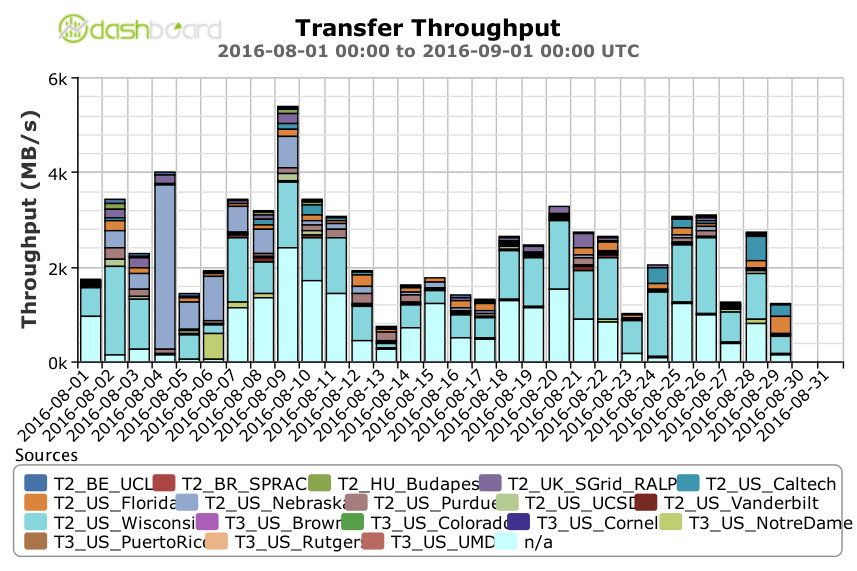 dashboard
Transfer Throughput
2016-08-01 00:00 to 2016-09-01 00:00 UTC
Throughput (MB/s)
6k
4k
2k
0k
2016-08-01
2016-08-02
2016-08-03
2016-08-04
2016-08-05
2016-08-06
2016-08-07
2016-08-08
2016-08-09
2016-08-10
2016-08-11
2016-08-12
2016-08-13
2016-08-14
2016-08-15
2016-08-16
2016-08-17
2016-08-18
2016-08-19
2016-08-20
2016-08-21
2016-08-22
2016-08-23
2016-08-24
2016-08-25
2016-08-26
2016-08-27
2016-08-28
2016-08-29
2016-08-30
2016-08-31
Sources
T2_BE_UCL T2_BR_SPRAC T2_HU_Budapes T2_UK_SGrid_RALP T2_US_Caltech
T2_US_Florida T2_US_Nebraska T2_US_Purdue T2_US_UCSD T2_US_Vanderbilt
T2_US_Wisconsi T3_US_Brown T3_US_Colorado T3_US_Cornel T3_US_NotreDame
T3_US_PuertoRico T3_US_Rutger T3_US_UMD n/a